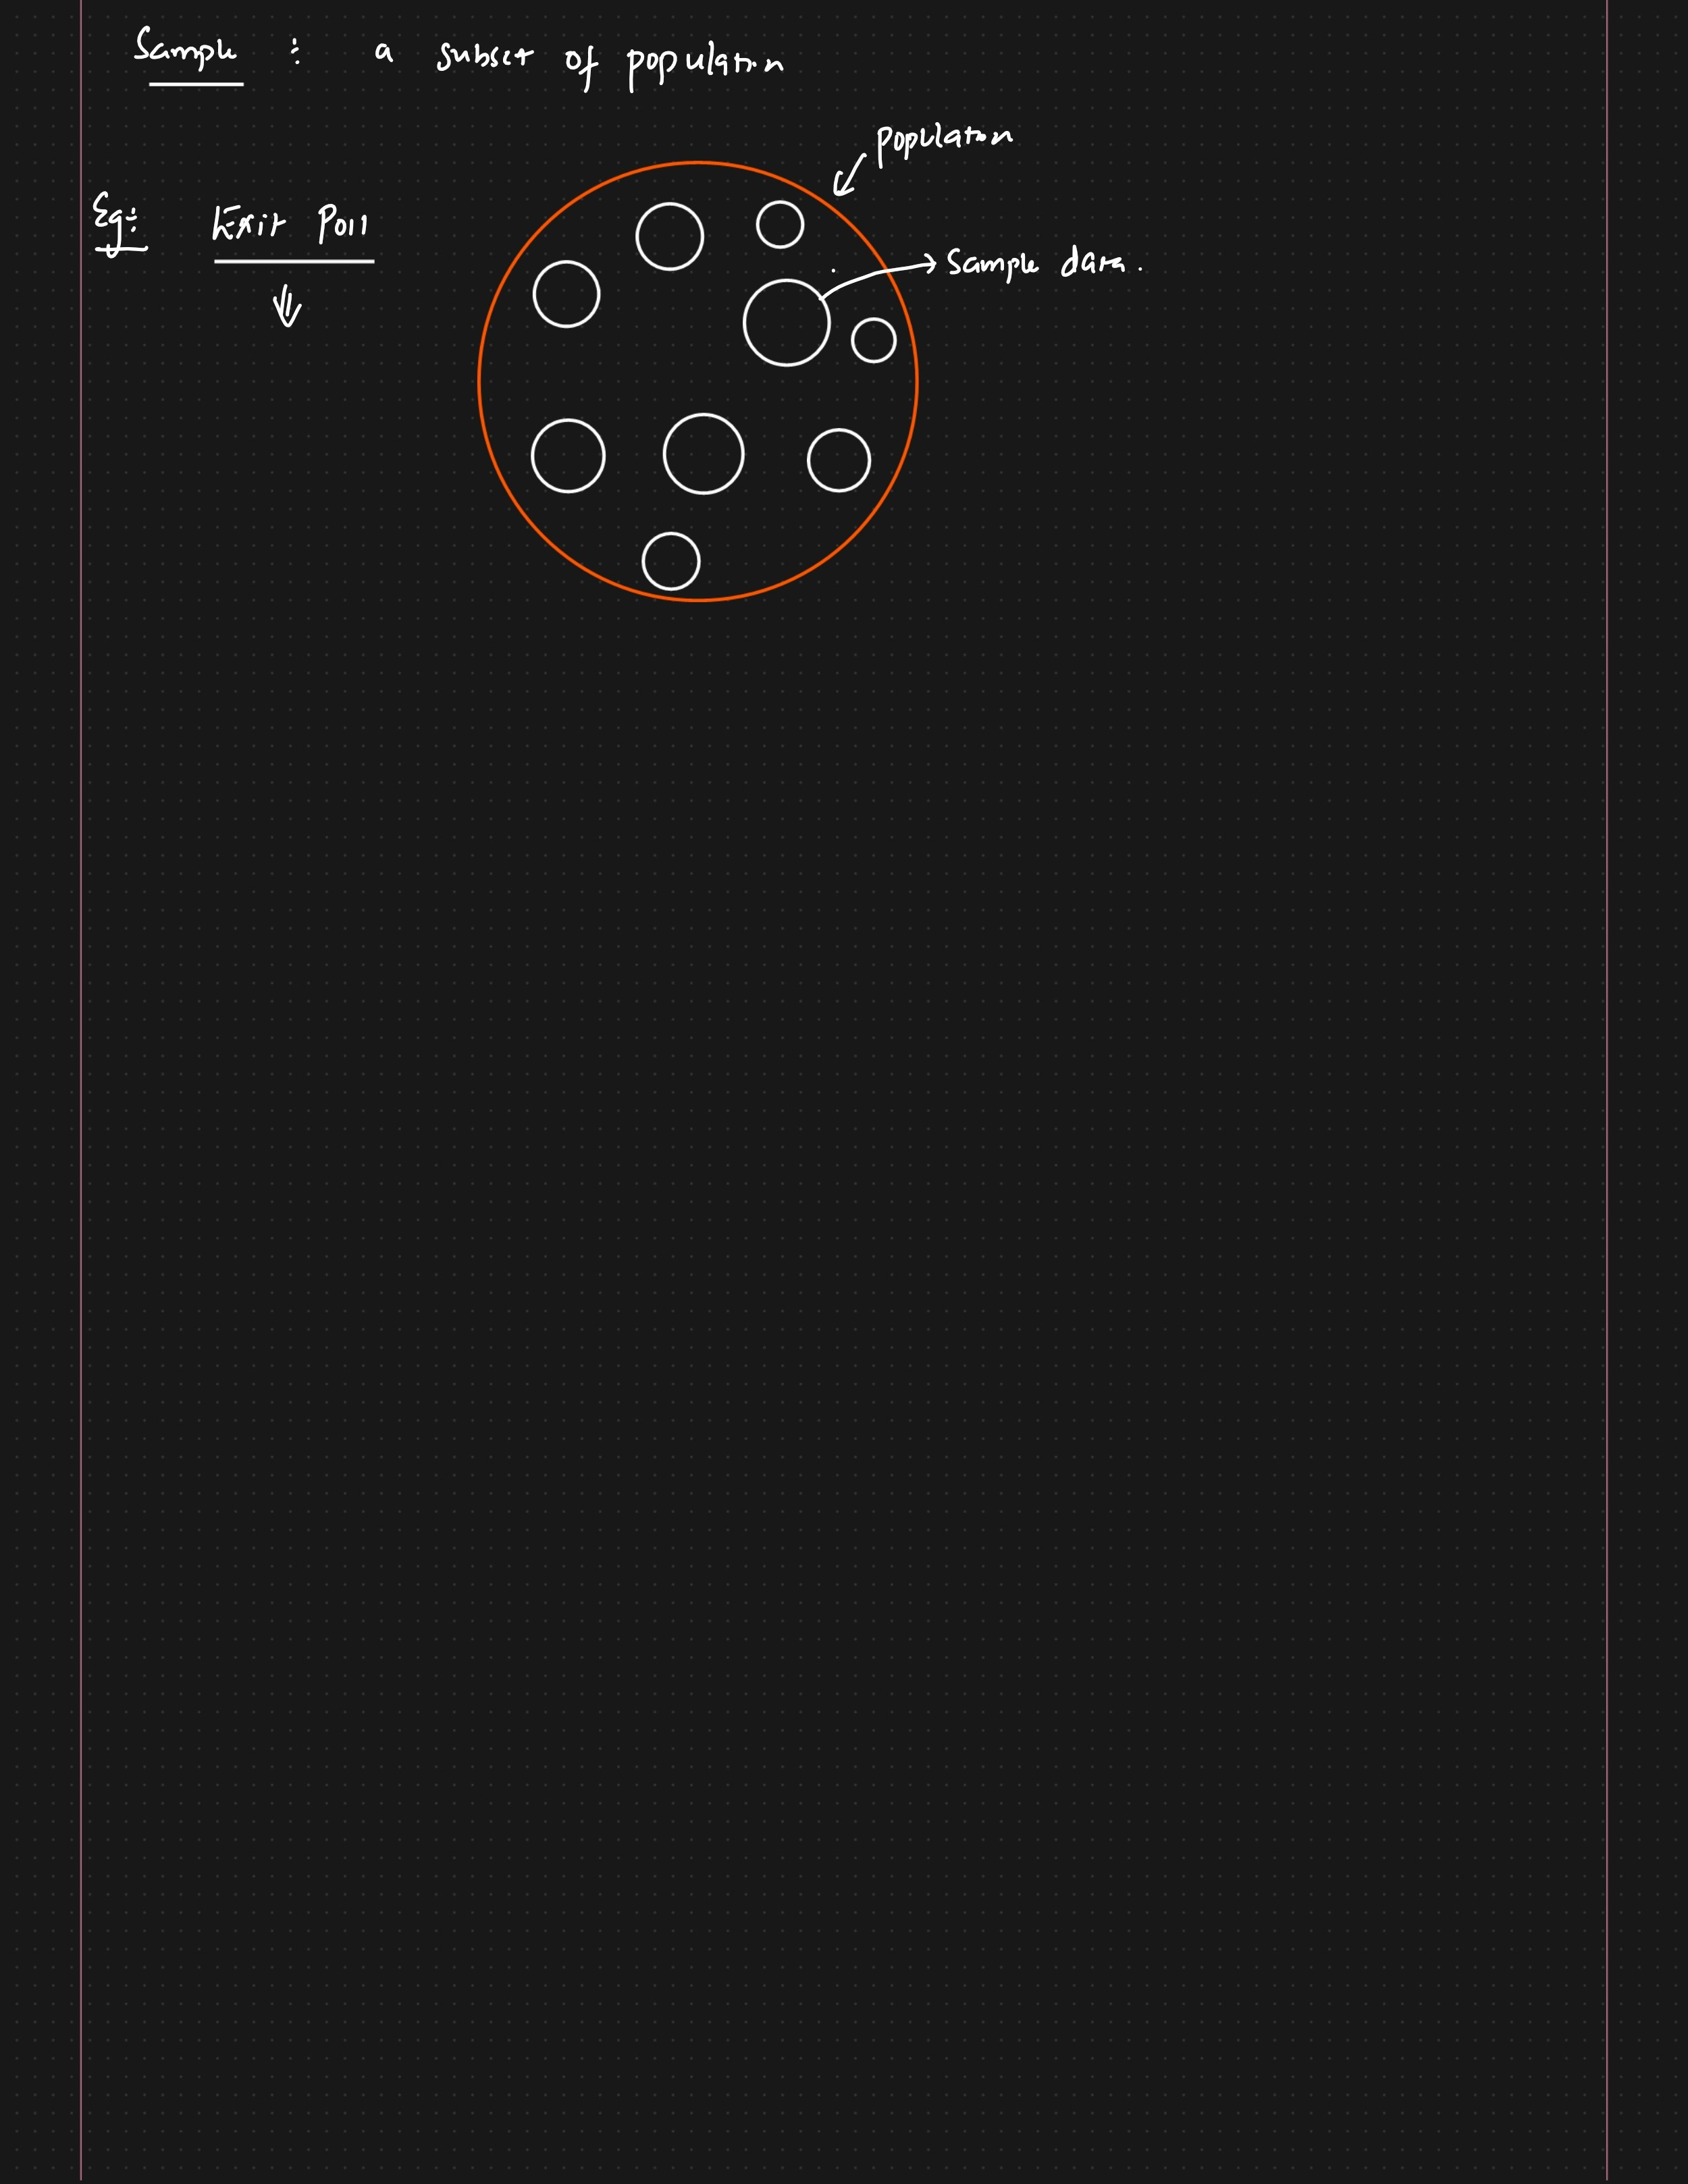 Sample : a subset of population
Population
Eg: Exit Poll
Sample data.